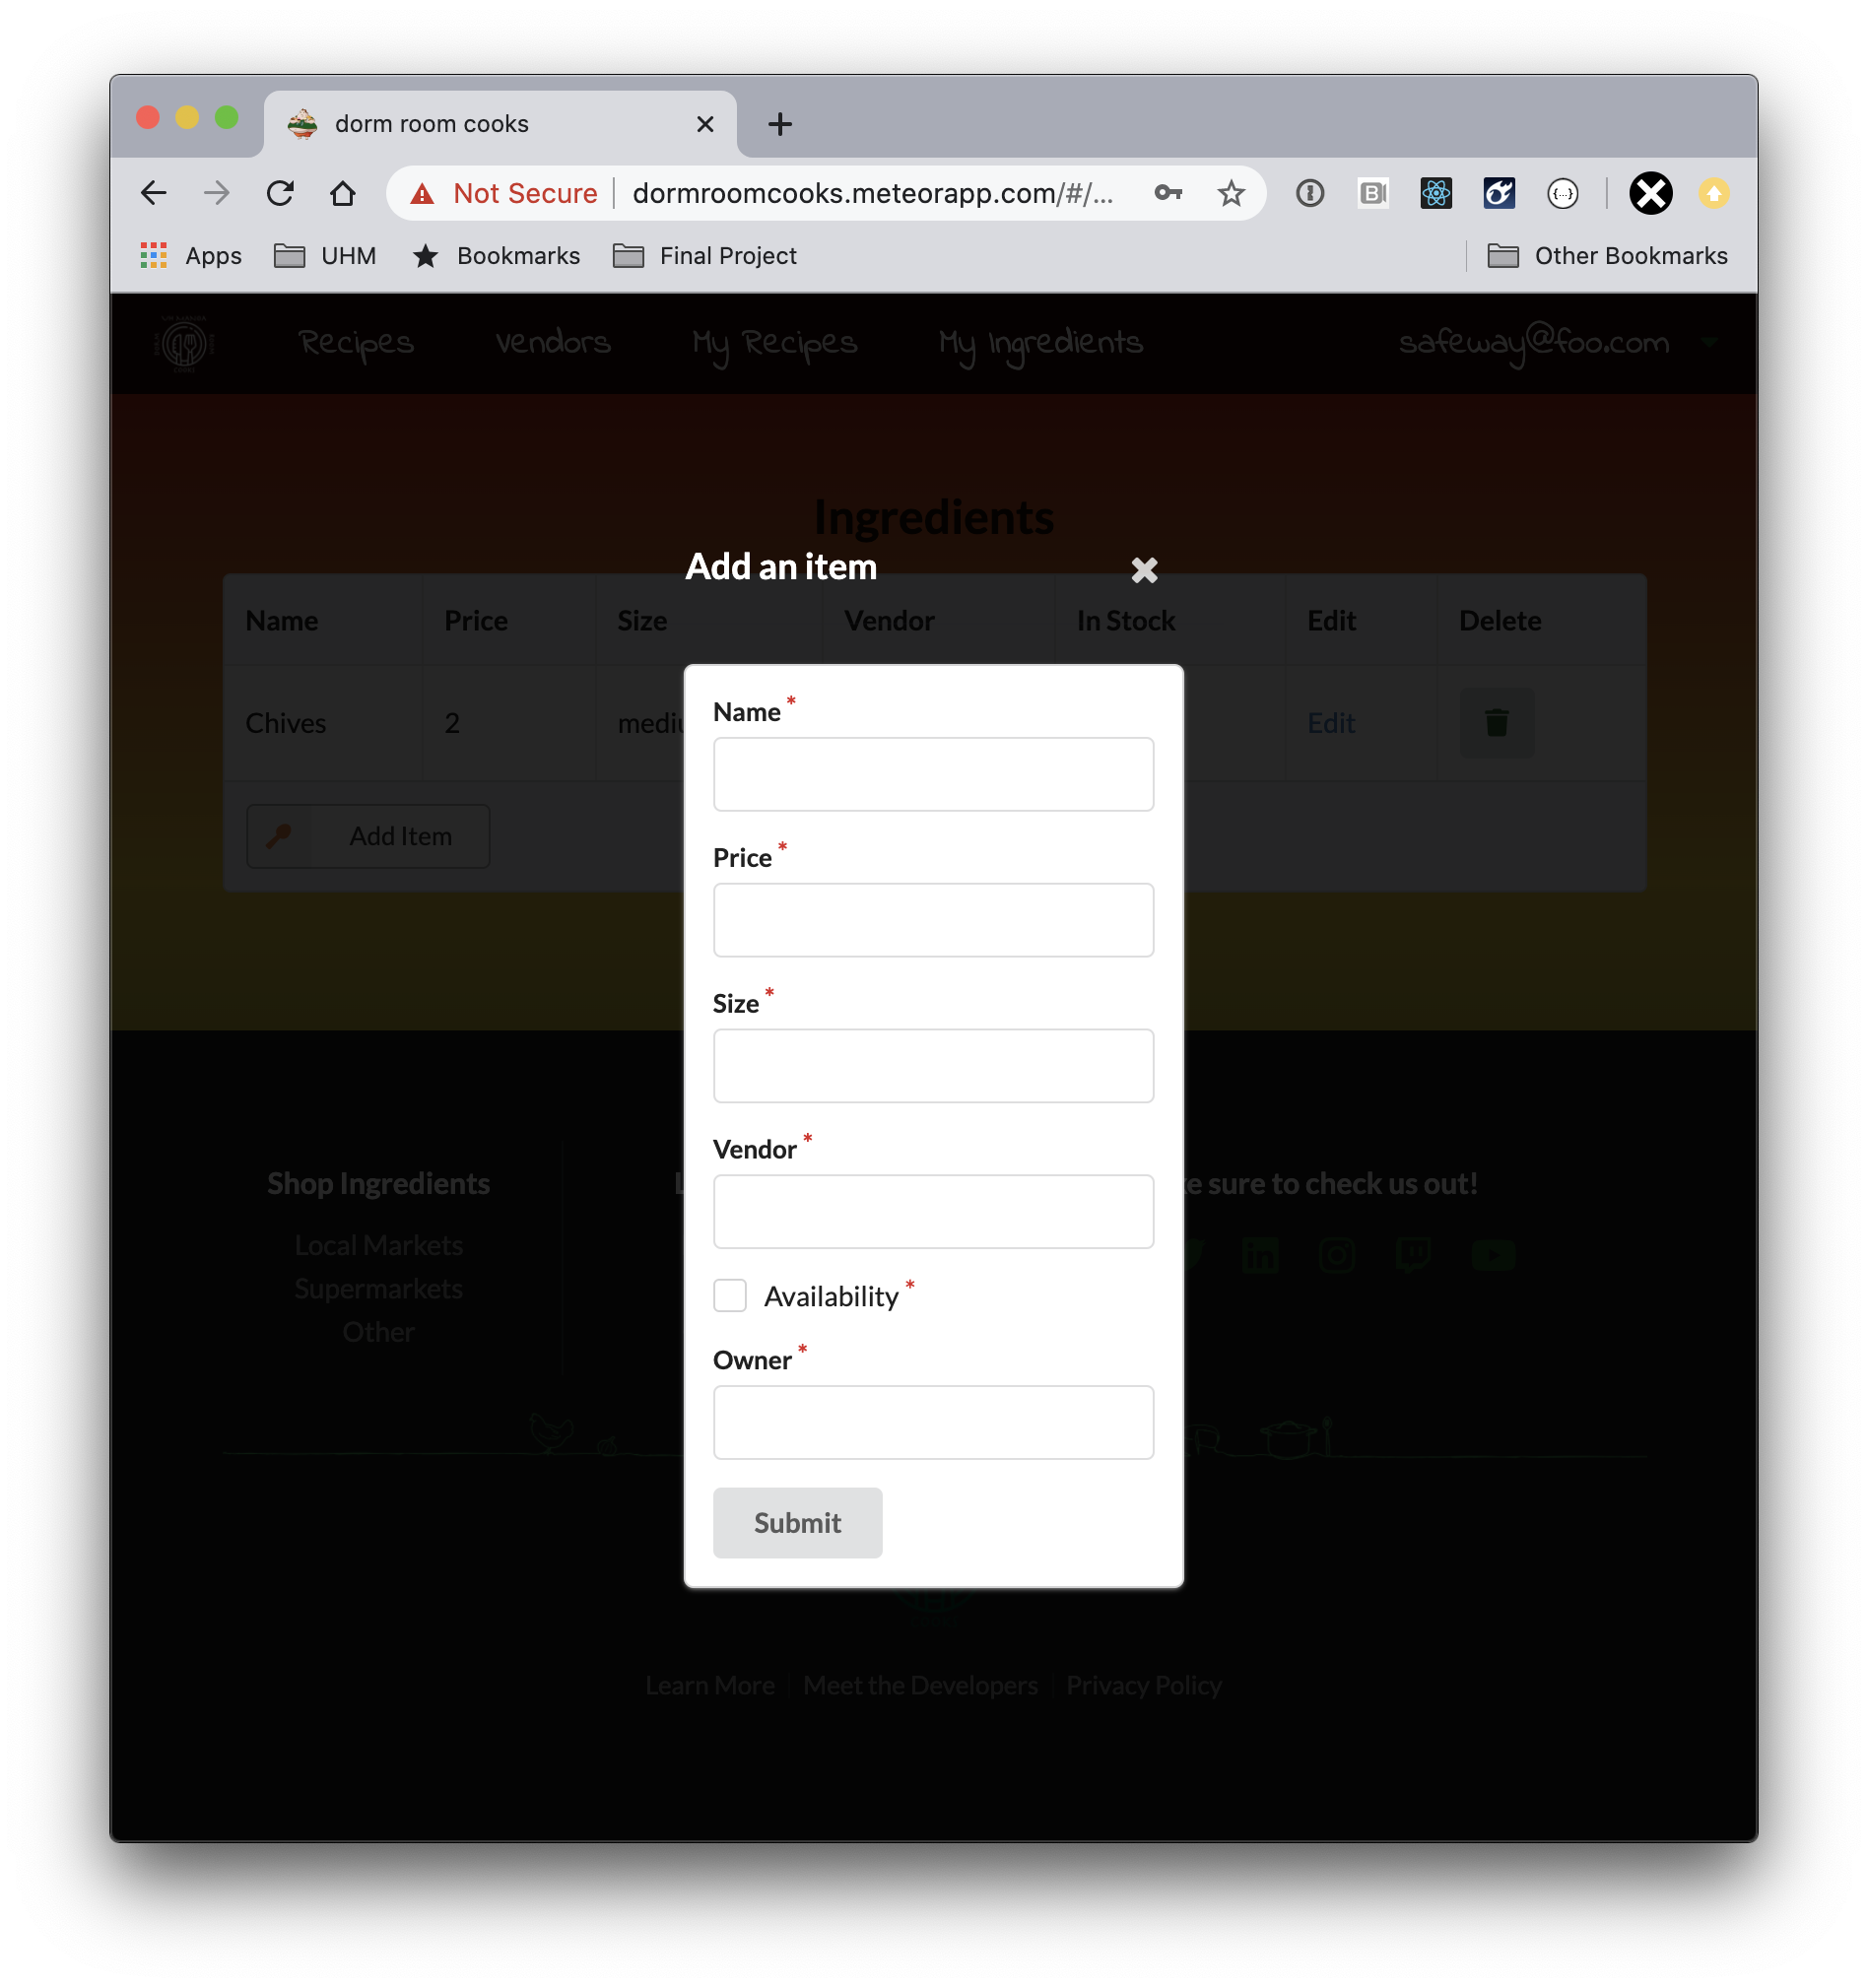 dorm room cooks
Not Secure dormroomcooks.meteorapp.com/#/...
Apps UHM Bookmarks Final Project Other Bookmarks
Recipes Vendors My Recipes My Ingredients safeway@foo.com
Ingredients
Add an item
Name Price Size Vendor In Stock Edit Delete
Chives 2 mediu Edit
Add Item
Name *
Price *
Size *
Vendor *
Availability *
Owner *
Submit
Shop Ingredients
Local Markets
Supermarkets
Other
sure to check us out!
Learn More Meet the Developers Privacy Policy